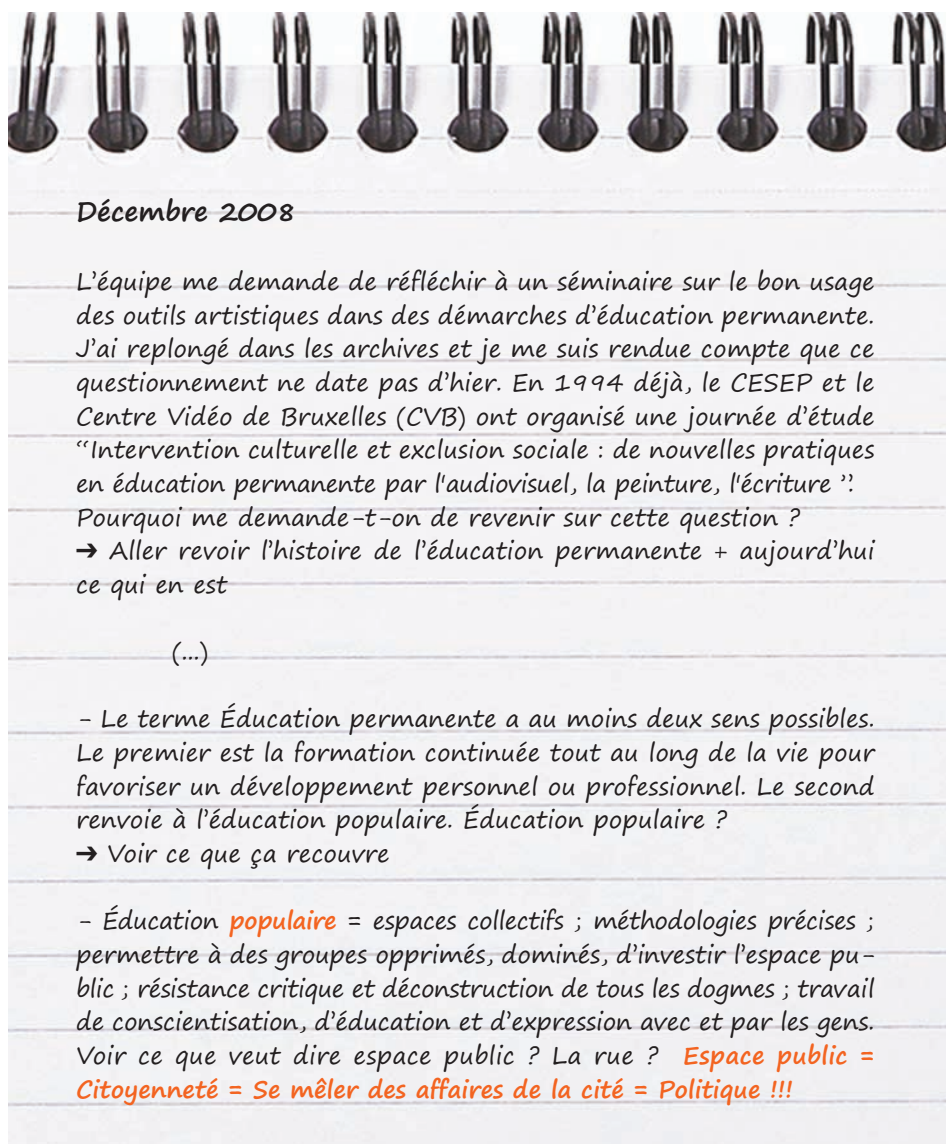 Décembre 2008
L'équipe me demande de réfléchir à un séminaire sur le bon usage
des outils artistiques dans des démarches d'éducation permanente.
J'ai replongé dans les archives et je me suis rendue compte que ce
questionnement ne date pas d'hier. En 1994 déjà, le CESEP et le
Centre Vidéo de Bruxelles (CVB) ont organisé une journée d'étude
“Intervention culturelle et exclusion sociale : de nouvelles pratiques
en éducation permanente par l'audiovisuel, la peinture, l'écriture ”.
Pourquoi me demande-t-on de revenir sur cette question ?
➔ Aller revoir l'histoire de l'éducation permanente + aujourd'hui
ce qui en est
(...)
- Le terme Éducation permanente a au moins deux sens possibles.
Le premier est la formation continuée tout au long de la vie pour
favoriser un développement personnel ou professionnel. Le second
renvoie à l'éducation populaire. Éducation populaire ?
➔ Voir ce que ça recouvre
- Éducation populaire = espaces collectifs ; méthodologies précises ;
permettre à des groupes opprimés, dominés, d'investir l'espace pu-
blic ; résistance critique et déconstruction de tous les dogmes ; travail
de conscientisation, d'éducation et d'expression avec et par les gens.
Voir ce que veut dire espace public ? La rue ? Espace public =
Citoyenneté = Se mêler des affaires de la cité = Politique !!!